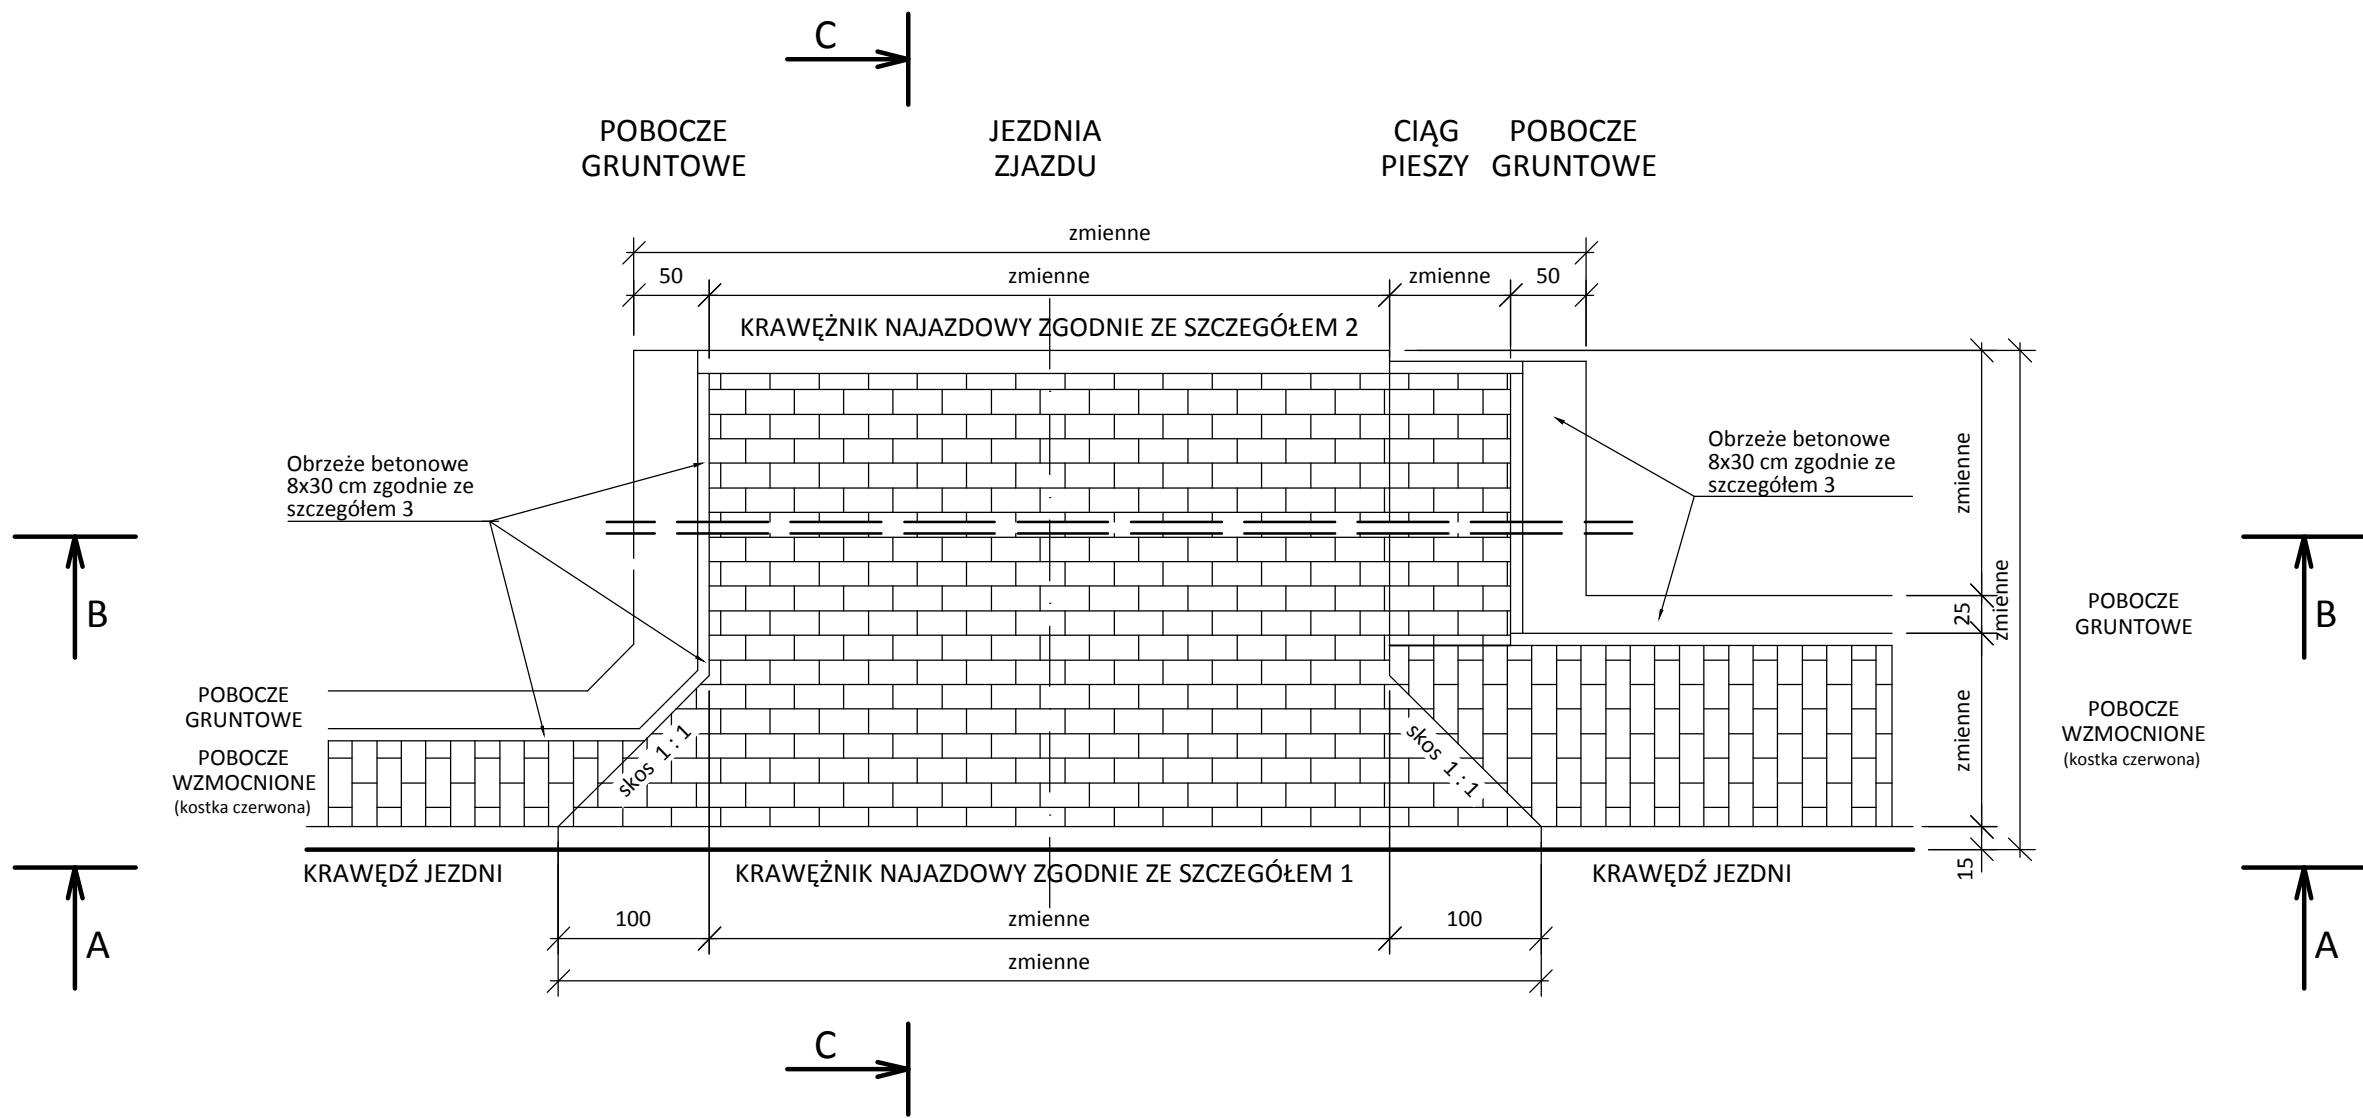 C
POBOCZE
GRUNTOWE
JEZDNIA
ZJAZDU
CIĄG
PIESZY
POBOCZE
GRUNTOWE
zmienne
50
zmienne
zmienne
50
KRAWĘŻNIK NAJAZDOWY ZGODNIE ZE SZCZEGÓŁEM 2
Obrzeże betonowe
8x30 cm zgodnie ze
szczegółem 3
Obrzeże betonowe
8x30 cm zgodnie ze
szczegółem 3
zmienne
zmienne
25
zmienne
15
B
B
POBOCZE
GRUNTOWE
POBOCZE
WZMOCNIONE
(kostka czerwona)
POBOCZE
GRUNTOWE
POBOCZE
WZMOCNIONE
(kostka czerwona)
skos 1 : 1
skos 1 : 1
KRAWĘDŹ JEZDNI
KRAWĘŻNIK NAJAZDOWY ZGODNIE ZE SZCZEGÓŁEM 1
KRAWĘDŹ JEZDNI
A
A
100
zmienne
100
zmienne
C